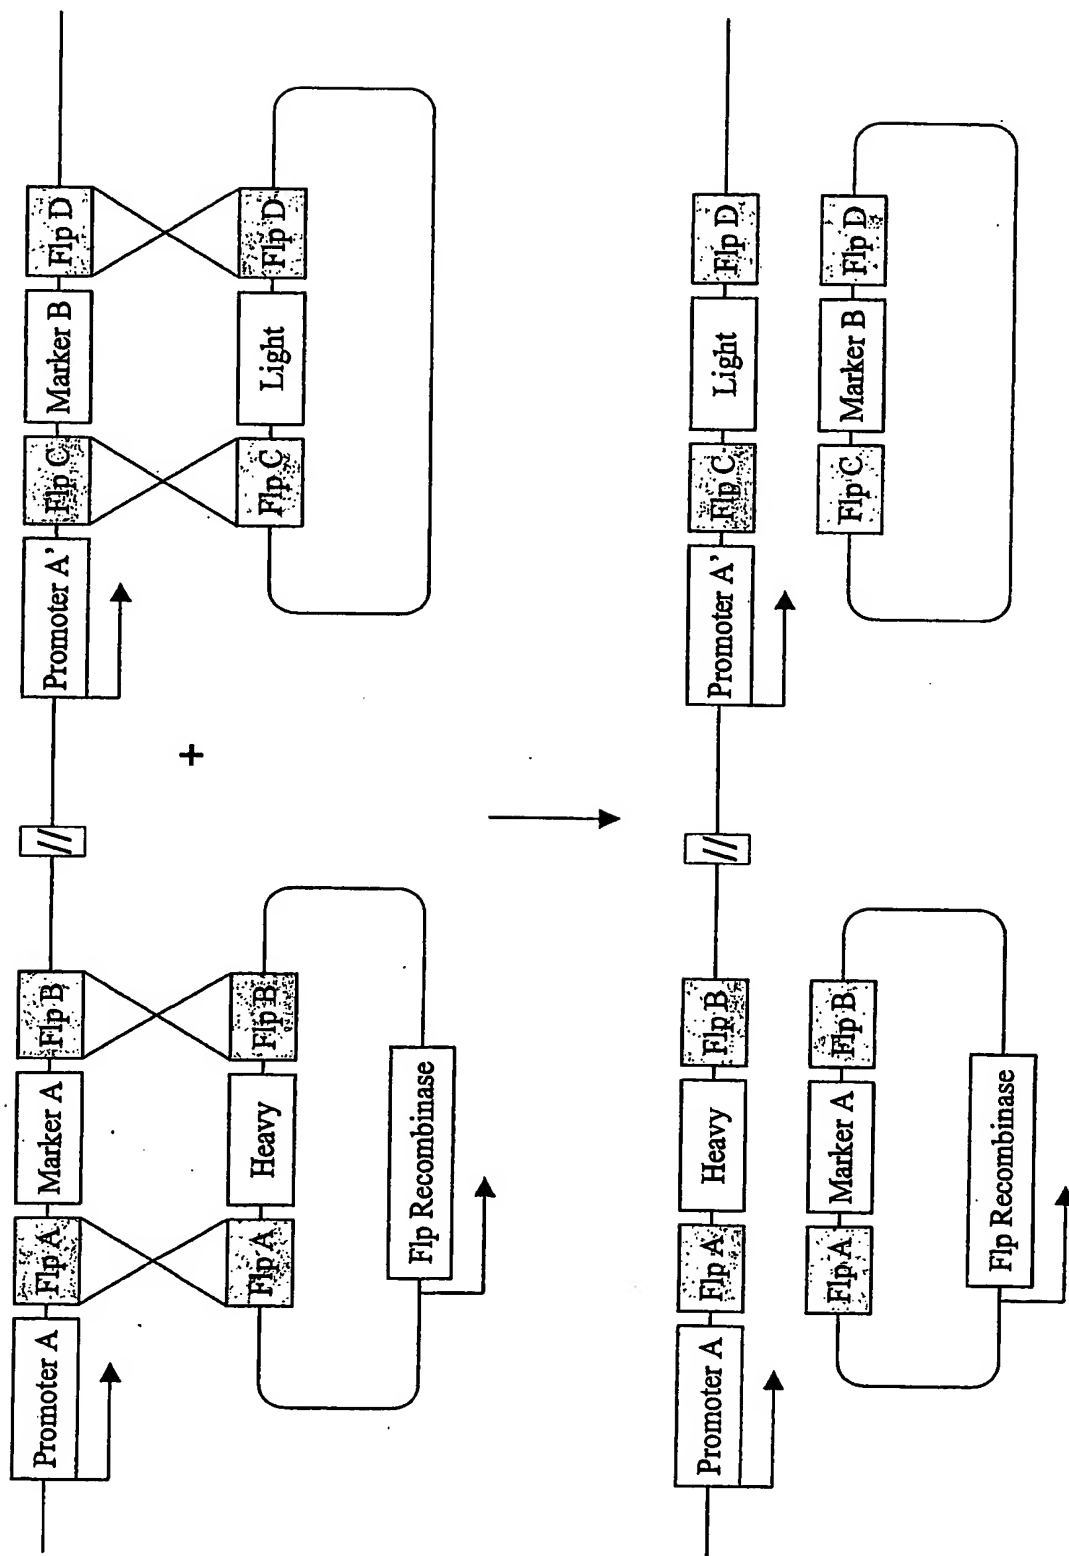 Promoter A
Flp A
Marker A
Flp B
//
Promoter A'
Flp C
Marker B
Flp D
Flp A
Heavy
Flp B
Flp Recombinase
+
Flp C
Light
Flp D
Promoter A
Flp A
Heavy
Flp B
//
Promoter A'
Flp C
Light
Flp D
Flp A
Marker A
Flp B
Flp Recombinase
Flp C
Marker B
Flp D